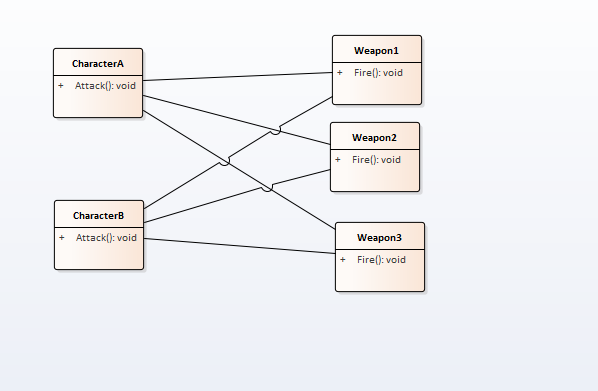 CharacterA
+ Attack(): void
CharacterB
+ Attack(): void
Weapon1
+ Fire(): void
Weapon2
+ Fire(): void
Weapon3
+ Fire(): void